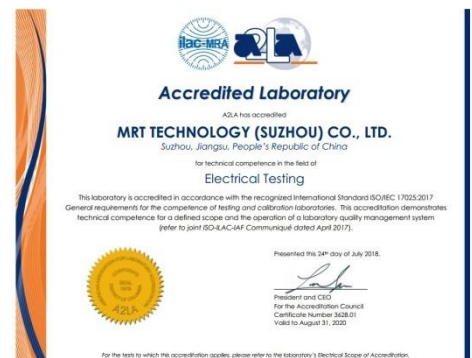 ilac-MRA
A2LA
Accredited Laboratory
A2LA has accredited
MRT TECHNOLOGY (SUZHOU) CO., LTD.
Suzhou, Jiangsu, People's Republic of China
for technical competence in the field of
Electrical Testing
This laboratory is accredited in accordance with the recognized International Standard ISO/IEC 17025:2017
General requirements for the competence of testing and calibration laboratories. This accreditation demonstrates
technical competence for a defined scope and the operation of a laboratory quality management system
(refer to joint ISO-ILAC-IAF Communiqué dated April 2017).
Presented this 24th day of July 2018.
President and CEO
For the Accreditation Council
Certificate Number 3628.01
Valid to August 31, 2020
SEAL
1978
A2LA
For the tests to which this accreditation applies, please refer to the laboratory's Electrical Scope of Accreditation.